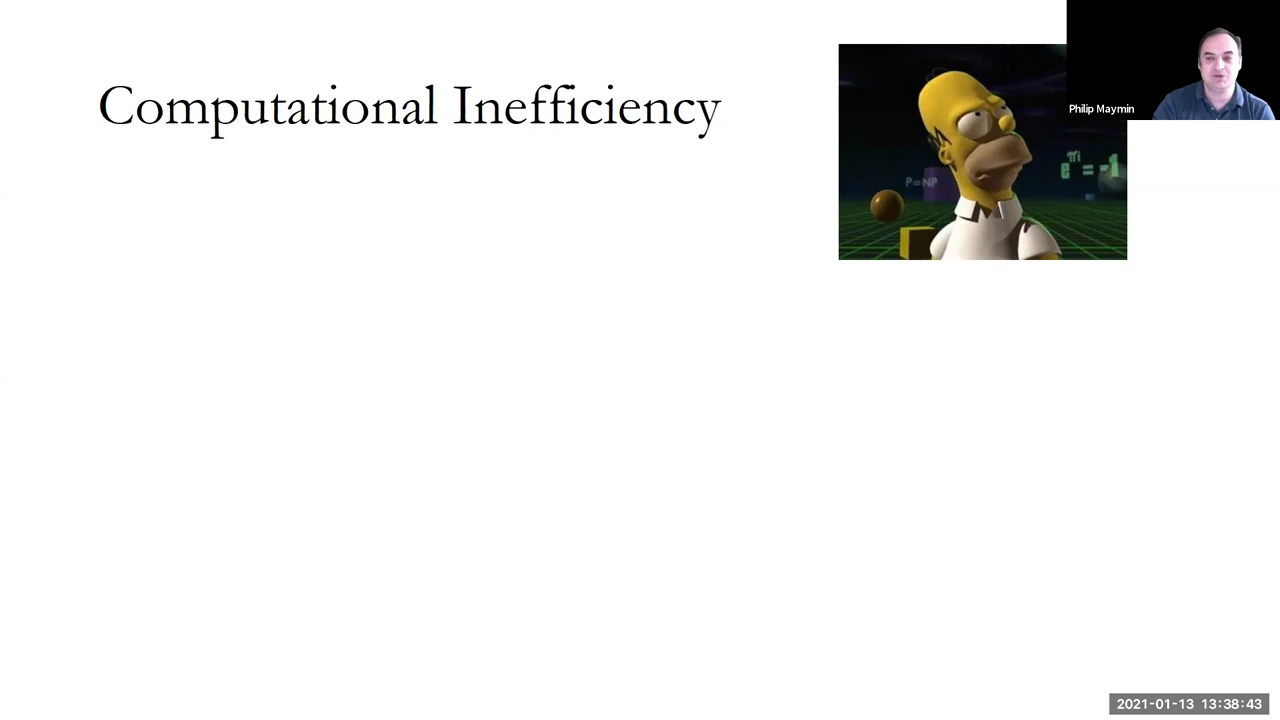 Computational Inefficiency
Philip Maymin
P=NP
e^πi = -1
2021-01-13 13:38:43